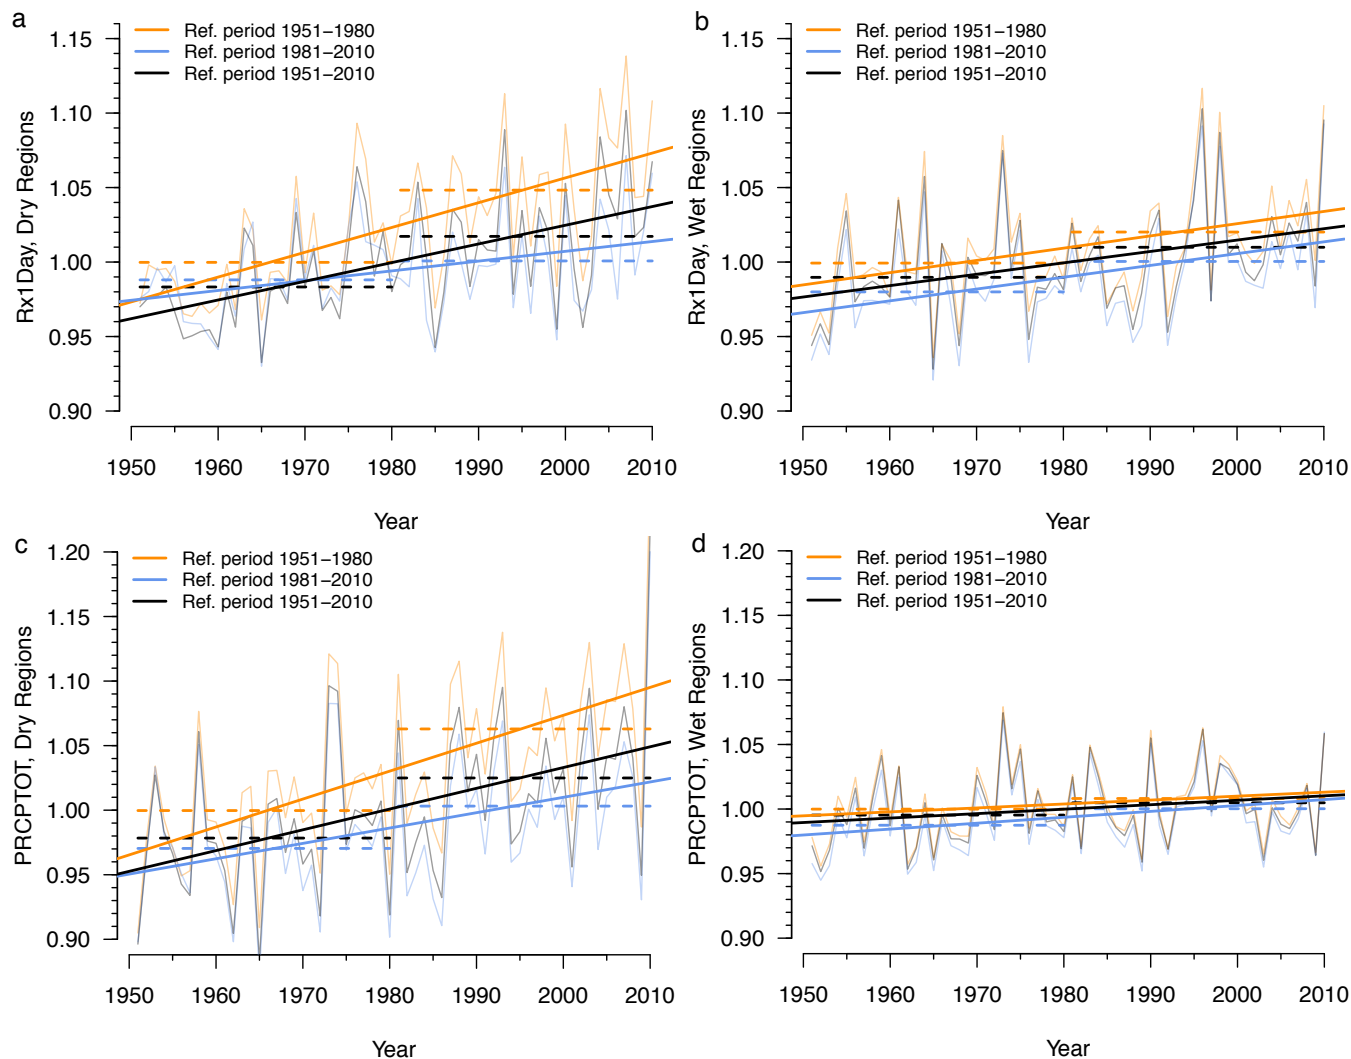 a
Ref. period 1951−1980
Ref. period 1981−2010
Ref. period 1951−2010
Rx1Day, Dry Regions
1.15
1.10
1.05
1.00
0.95
0.90
1950 1960 1970 1980 1990 2000 2010
Year
b
Ref. period 1951−1980
Ref. period 1981−2010
Ref. period 1951−2010
Rx1Day, Wet Regions
1.15
1.10
1.05
1.00
0.95
0.90
1950 1960 1970 1980 1990 2000 2010
Year
c
Ref. period 1951−1980
Ref. period 1981−2010
Ref. period 1951−2010
PRCPTOT, Dry Regions
1.20
1.15
1.10
1.05
1.00
0.95
0.90
1950 1960 1970 1980 1990 2000 2010
Year
d
Ref. period 1951−1980
Ref. period 1981−2010
Ref. period 1951−2010
PRCPTOT, Wet Regions
1.20
1.15
1.10
1.05
1.00
0.95
0.90
1950 1960 1970 1980 1990 2000 2010
Year